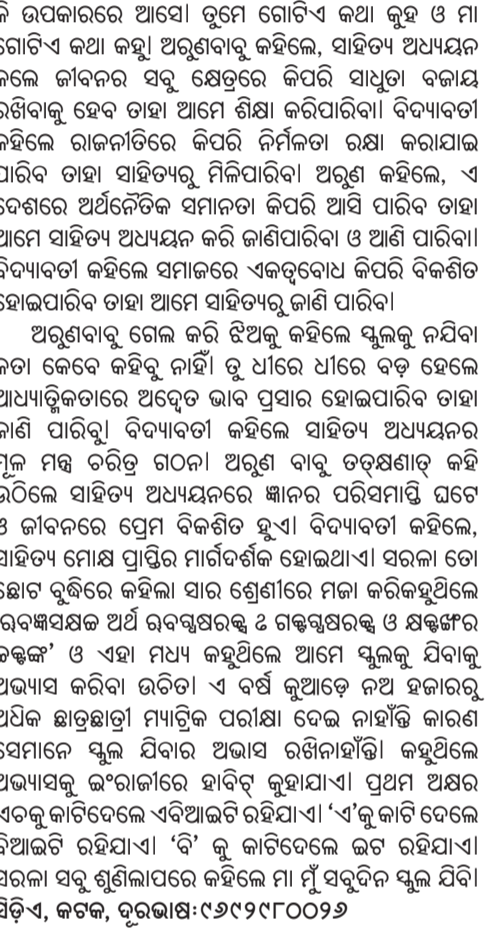 କି ଉପକାରରେ ଆସେ। ତୁମେ ଗୋଟିଏ କଥା କୁହ ଓ ମା
ଗୋଟିଏ କଥା କହୁ। ଅରୁଣବାବୁ କହିଲେ, ସାହିତ୍ୟ ଅଧ୍ୟୟନ
କଲେ ଜୀବନର ସବୁ କ୍ଷେତ୍ରରେ କିପରି ସାଧୁତା ବଜାୟ
ରଖିବାକୁ ହେବ ତାହା ଆମେ ଶିକ୍ଷା କରିପାରିବା। ବିଦ୍ୟାବତୀ
କହିଲେ ରାଜନୀତିରେ କିପରି ନିର୍ମଳତା ରକ୍ଷା କରାଯାଇ
ପାରିବ ତାହା ସାହିତ୍ୟରୁ ମିଳିପାରିବ। ଅରୁଣ କହିଲେ, ଏ
ଦେଶରେ ଅର୍ଥନୈତିକ ସମାନତା କିପରି ଆସି ପାରିବ ତାହା
ଆମେ ସାହିତ୍ୟ ଅଧ୍ୟୟନ କରି ଜାଣିପାରିବା ଓ ଆଣି ପାରିବା।
ବିଦ୍ୟାବତୀ କହିଲେ ସମାଜରେ ଏକତ୍ୱବୋଧ କିପରି ବିକଶିତ
ହୋଇପାରିବ ତାହା ଆମେ ସାହିତ୍ୟରୁ ଜାଣି ପାରିବ।
ଅରୁଣବାବୁ ଗେଲ କରି ଝିଅକୁ କହିଲେ ସ୍କୁଲକୁ ନଯିବା
କତା କେବେ କହିବୁ ନାହିଁ। ତୁ ଧୀରେ ଧୀରେ ବଡ଼ ହେଲେ
ଆଧ୍ୟାତ୍ମିକତାରେ ଅଦ୍ୱେତ ଭାବ ପ୍ରସାର ହୋଇପାରିବ ତାହା
ଜାଣି ପାରିବୁ। ବିଦ୍ୟାବତୀ କହିଲେ ସାହିତ୍ୟ ଅଧ୍ୟୟନର
ମୂଳ ମନ୍ତ୍ର ଚରିତ୍ର ଗଠନ। ଅରୁଣ ବାବୁ ତତ୍‌କ୍ଷଣାତ୍ କହି
ଉଠିଲେ ସାହିତ୍ୟ ଅଧ୍ୟୟନରେ ଜ୍ଞାନର ପରିସମାପ୍ତି ଘଟେ
ଓ ଜୀବନରେ ପ୍ରେମ ବିକଶିତ ହୁଏ। ବିଦ୍ୟାବତୀ କହିଲେ,
ସାହିତ୍ୟ ମୋକ୍ଷ ପ୍ରାପ୍ତିର ମାର୍ଗଦର୍ଶକ ହୋଇଥାଏ। ସରଳା ତୋ
ଛୋଟ ବୁଦ୍ଧିରେ କହିଲା ସାର ଶ୍ରେଣୀରେ ମଜା କରିକହୁଥିଲେ
ଅର୍ଥ ଓ
ଓ ଏହା ମଧ୍ୟ କହୁଥିଲେ ଆମେ ସ୍କୁଲକୁ ଯିବାକୁ
ଅଭ୍ୟାସ କରିବା ଉଚିତ। ଏ ବର୍ଷ କୁଆଡ଼େ ନଅ ହଜାରରୁ
ଅଧିକ ଛାତ୍ରଛାତ୍ରୀ ମ୍ୟାଟ୍ରିକ ପରୀକ୍ଷା ଦେଇ ନାହାଁନ୍ତି କାରଣ
ସେମାନେ ସ୍କୁଲ ଯିବାର ଅଭାସ ରଖିନାହାଁନ୍ତି। କହୁଥିଲେ
ଅଭ୍ୟାସକୁ ଇଂରାଜୀରେ ହାବିଟ୍ କୁହାଯାଏ। ପ୍ରଥମ ଅକ୍ଷର
ଏଚକୁ କାଟିଦେଲେ ଏବିଆଇଟି ରହିଯାଏ। ‘ଏ’କୁ କାଟି ଦେଲେ
ବିଆଇଟି ରହିଯାଏ। ‘ବି’ କୁ କାଟିଦେଲେ ଇଟ ରହିଯାଏ।
ସରଳା ସବୁ ଶୁଣିଲାପରେ କହିଲେ ମା ମୁଁ ସବୁଦିନ ସ୍କୁଲ ଯିବି।
ସିଡ଼ିଏ, କଟକ, ଦୂରଭାଷ:୯୬୯୨୯୮୦୦୨୬